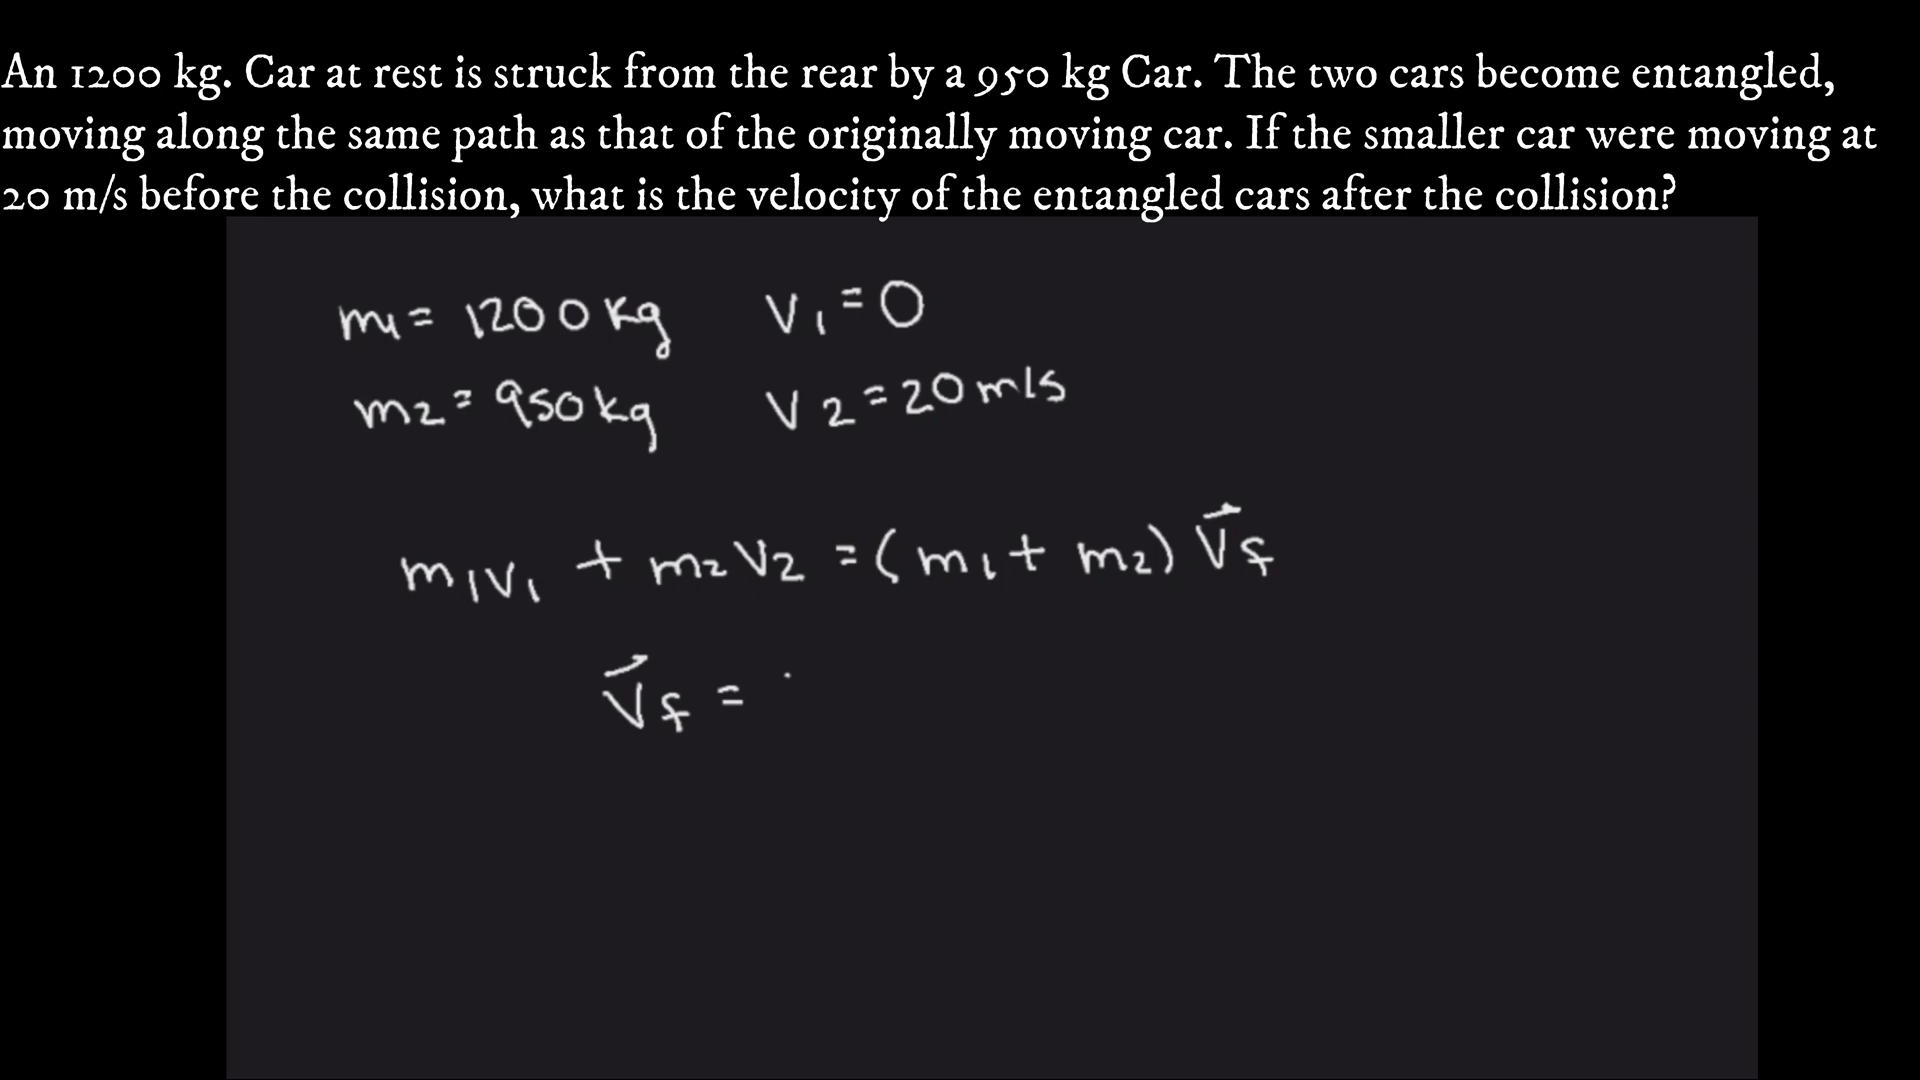 An 1200 kg. Car at rest is struck from the rear by a 950 kg Car. The two cars become entangled,
moving along the same path as that of the originally moving car. If the smaller car were moving at
20 m/s before the collision, what is the velocity of the entangled cars after the collision?
m1 = 1200 kg V1 = 0
m2 = 950 kg V2 = 20 m/s
m1V1 + m2V2 = (m1 + m2) V⃗f
V⃗f =